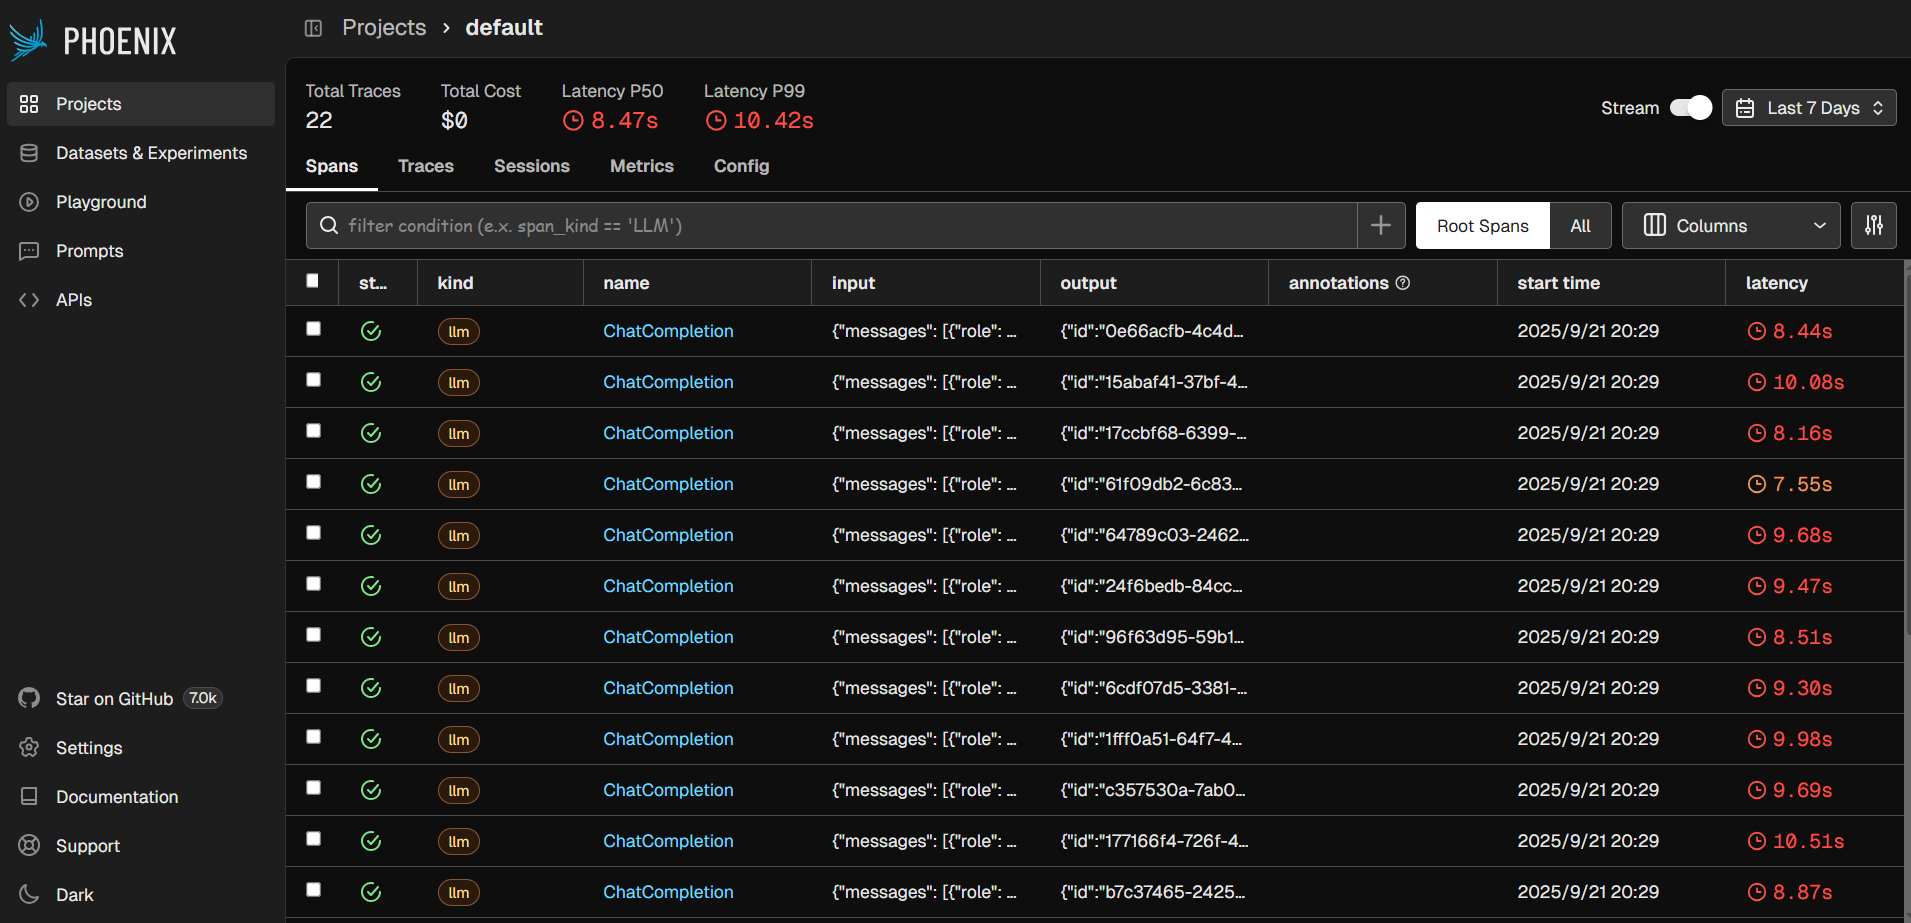 PHOENIX
Projects
Datasets & Experiments
Playground
Prompts
APIs
Star on GitHub 7.0k
Settings
Documentation
Support
Dark
Projects › default
Total Traces
22
Total Cost
$0
Latency P50
8.47s
Latency P99
10.42s
Stream
Last 7 Days
Spans Traces Sessions Metrics Config
filter condition (e.x. span_kind == 'LLM')
Root Spans All
Columns
st... kind name input output annotations start time latency
llm ChatCompletion {"messages": [{"role": ... {"id":"0e66acfb-4c4d... 2025/9/21 20:29 8.44s
llm ChatCompletion {"messages": [{"role": ... {"id":"15abaf41-37bf-4... 2025/9/21 20:29 10.08s
llm ChatCompletion {"messages": [{"role": ... {"id":"17ccbf68-6399-... 2025/9/21 20:29 8.16s
llm ChatCompletion {"messages": [{"role": ... {"id":"61f09db2-6c83... 2025/9/21 20:29 7.55s
llm ChatCompletion {"messages": [{"role": ... {"id":"64789c03-2462... 2025/9/21 20:29 9.68s
llm ChatCompletion {"messages": [{"role": ... {"id":"24f6bedb-84cc... 2025/9/21 20:29 9.47s
llm ChatCompletion {"messages": [{"role": ... {"id":"96f63d95-59b1... 2025/9/21 20:29 8.51s
llm ChatCompletion {"messages": [{"role": ... {"id":"6cdf07d5-3381-... 2025/9/21 20:29 9.30s
llm ChatCompletion {"messages": [{"role": ... {"id":"1fff0a51-64f7-4... 2025/9/21 20:29 9.98s
llm ChatCompletion {"messages": [{"role": ... {"id":"c357530a-7ab0... 2025/9/21 20:29 9.69s
llm ChatCompletion {"messages": [{"role": ... {"id":"177166f4-726f-4... 2025/9/21 20:29 10.51s
llm ChatCompletion {"messages": [{"role": ... {"id":"b7c37465-2425... 2025/9/21 20:29 8.87s